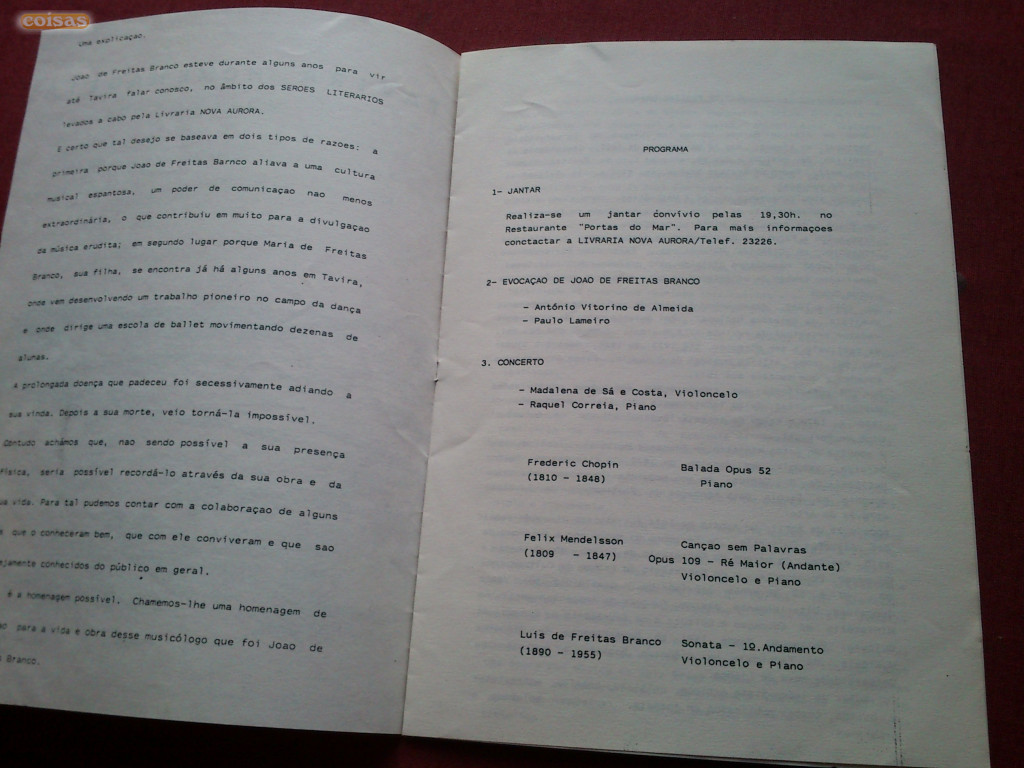 coisas
uma explicação.
João de Freitas Branco esteve durante alguns anos para vir
até Tavira falar conosco, no âmbito dos SEROES LITERARIOS
levados a cabo pela Livraria NOVA AURORA.
E certo que tal desejo se baseava em dois tipos de razões: a
primeira porque João de Freitas Barnco aliava a uma cultura
musical espantosa, um poder de comunicaçao nao menos
extraordinária, o que contribuiu em muito para a divulgaçao
da música erudita; em segundo lugar porque Maria de Freitas
Branco, sua filha, se encontra já há alguns anos em Tavira,
onde vem desenvolvendo um trabalho pioneiro no campo da dança
e onde dirige uma escola de ballet movimentando dezenas de
alunas.
A prolongada doença que padeceu foi secessivamente adiando a
sua vinda. Depois a sua morte, veio torná-la impossível.
Contudo achámos que, nao sendo possível a sua presença
física, seria possível recordá-lo através da sua obra e da
sua vida. Para tal pudemos contar com a colaboraçao de alguns
que o conheceram bem, que com ele conviveram e que sao
conhecidos do público em geral.
é a homenagem possível. Chamemos-lhe uma homenagem de
para a vida e obra desse musicólogo que foi Joao de
Branco.
PROGRAMA
1- JANTAR
Realiza-se um jantar convívio pelas 19,30h. no
Restaurante "Portas do Mar". Para mais informaçoes
conctactar a LIVRARIA NOVA AURORA/Telef. 23226.
2- EVOCAÇAO DE JOAO DE FREITAS BRANCO
- António Vitorino de Almeida
- Paulo Lameiro
3. CONCERTO
- Madalena de Sá e Costa, Violoncelo
- Raquel Correia, Piano
Frederic Chopin Balada Opus 52
(1810 - 1848) Piano
Felix Mendelsson Cançao sem Palavras
(1809 - 1847) Opus 109 - Ré Maior (Andante)
Violoncelo e Piano
Luis de Freitas Branco Sonata - 1º.Andamento
(1890 - 1955) Violoncelo e Piano